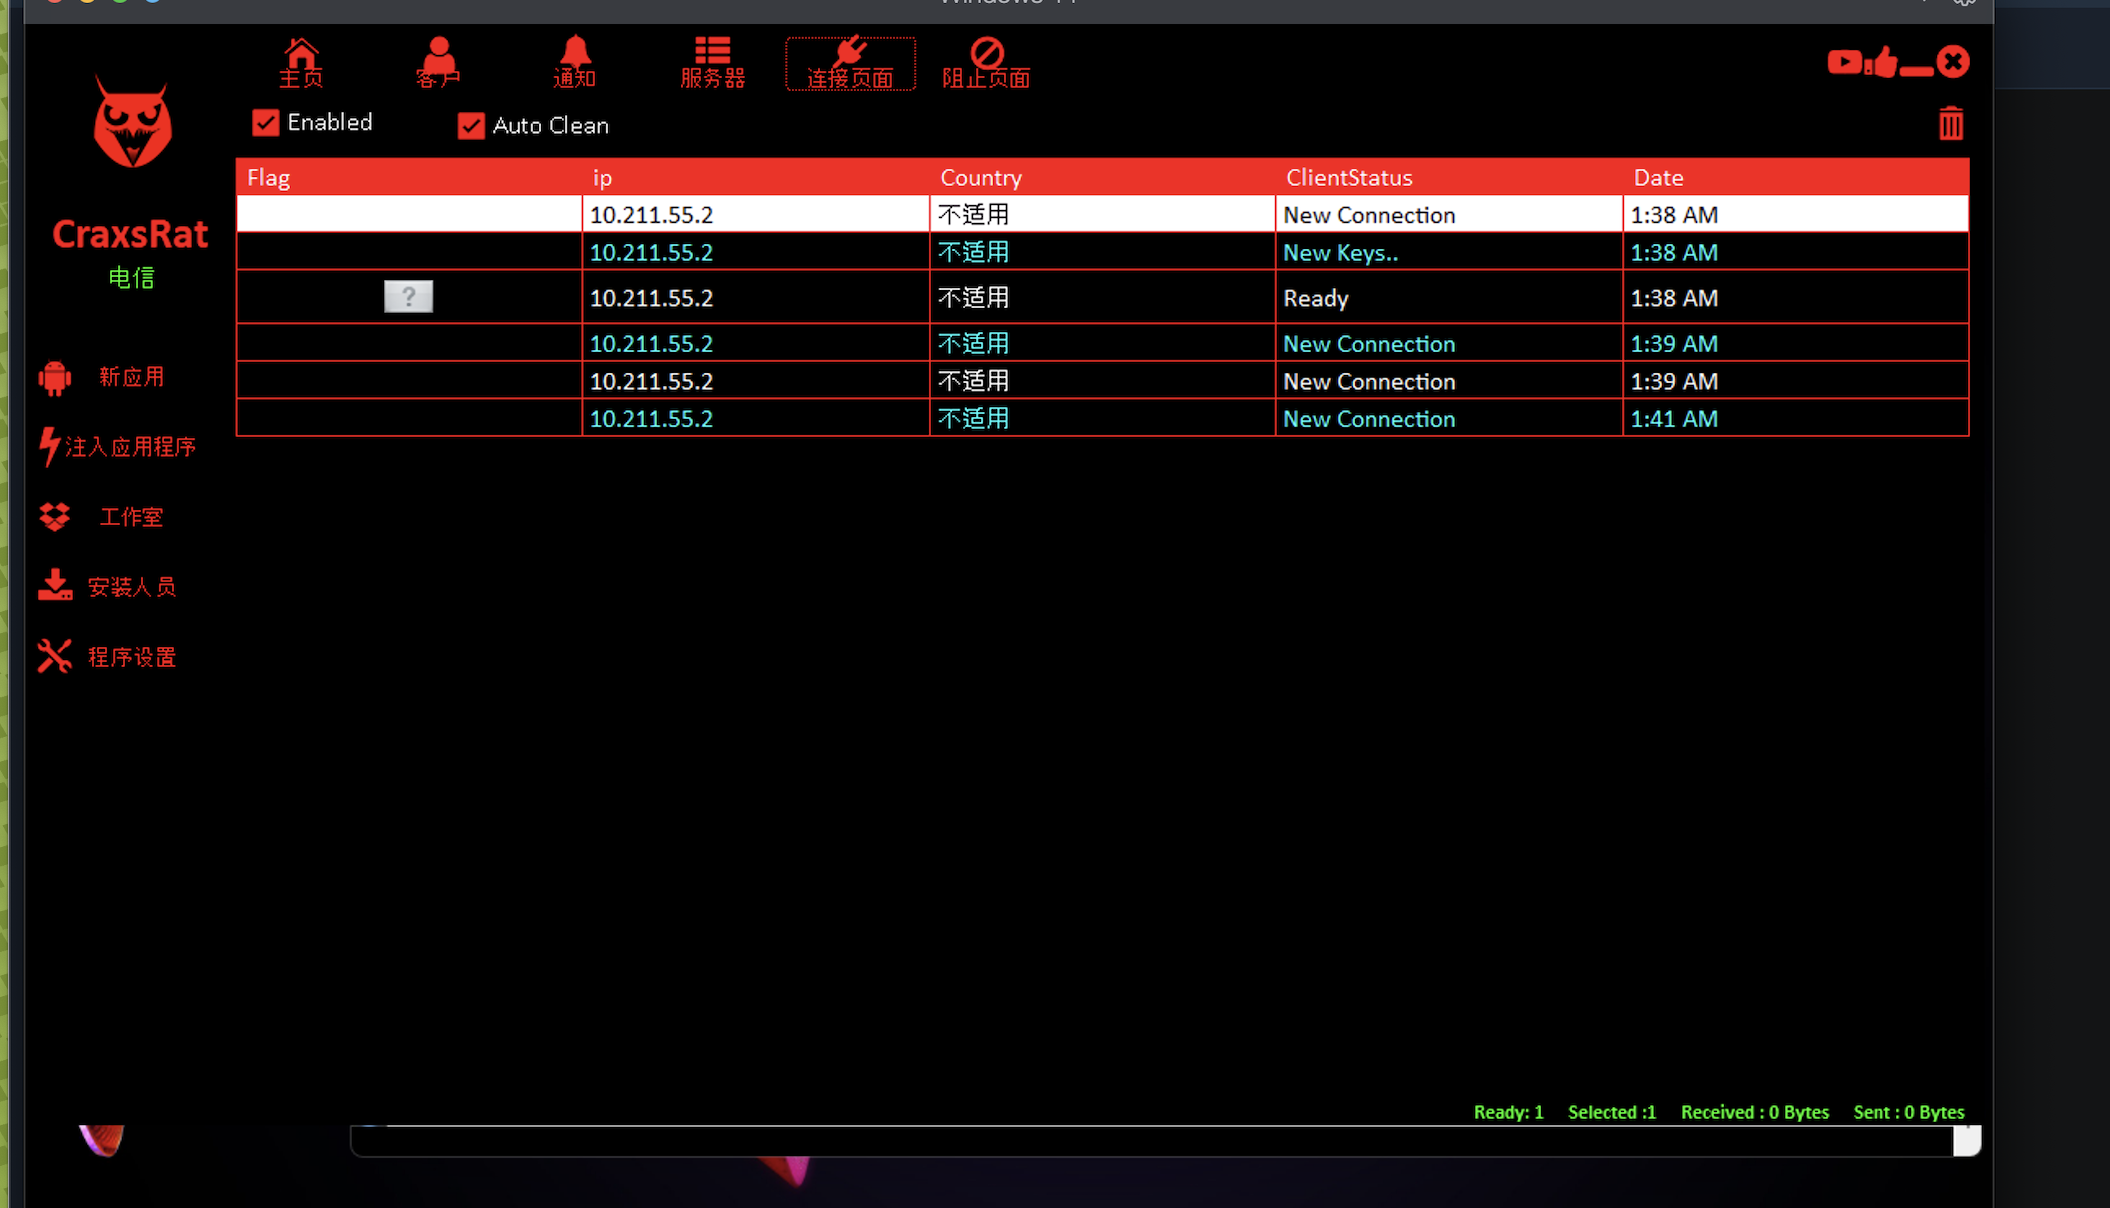 主页
客户
通知
服务器
连接页面
阻止页面
Enabled
Auto Clean
CraxsRat
电信
新应用
注入应用程序
工作室
安装人员
程序设置
Flag ip Country ClientStatus Date
10.211.55.2 不适用 New Connection 1:38 AM
10.211.55.2 不适用 New Keys.. 1:38 AM
? 10.211.55.2 不适用 Ready 1:38 AM
10.211.55.2 不适用 New Connection 1:39 AM
10.211.55.2 不适用 New Connection 1:39 AM
10.211.55.2 不适用 New Connection 1:41 AM
Ready: 1 Selected :1 Received : 0 Bytes Sent : 0 Bytes